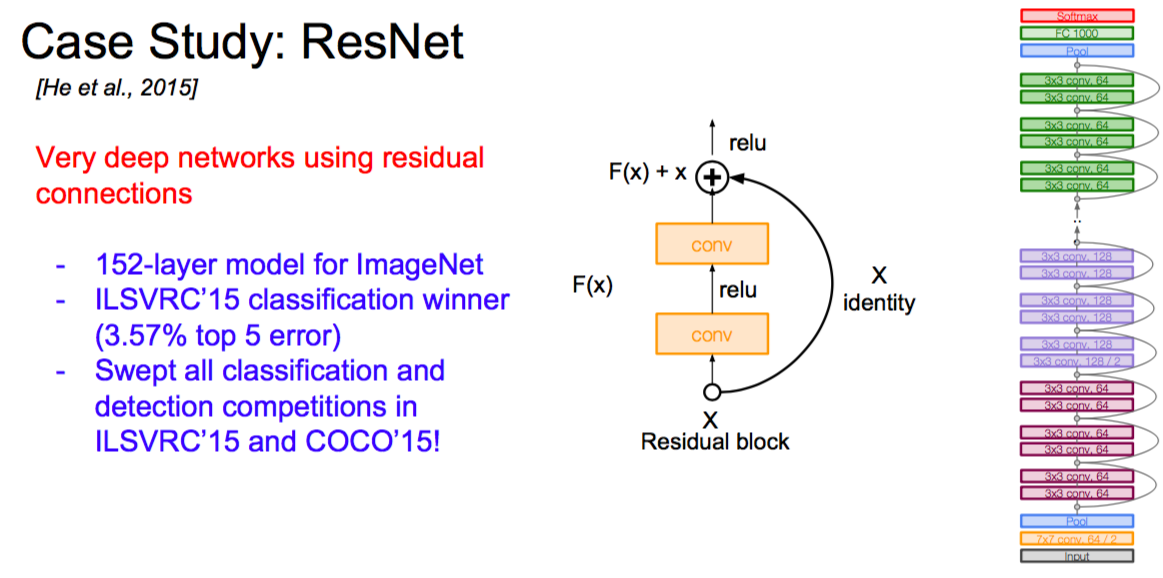 Case Study: ResNet
[He et al., 2015]
Very deep networks using residual
connections
- 152-layer model for ImageNet
- ILSVRC'15 classification winner
(3.57% top 5 error)
- Swept all classification and
detection competitions in
ILSVRC'15 and COCO'15!
relu
F(x) + x
+
conv
F(x)
relu
X
identity
conv
X
Residual block
Softmax
FC 1000
Pool
3x3 conv, 64
3x3 conv, 64
3x3 conv, 64
3x3 conv, 64
3x3 conv, 64
3x3 conv, 64
..
3x3 conv, 128
3x3 conv, 128
3x3 conv, 128
3x3 conv, 128
3x3 conv, 128
3x3 conv, 128 / 2
3x3 conv, 64
3x3 conv, 64
3x3 conv, 64
3x3 conv, 64
3x3 conv, 64
3x3 conv, 64
Pool
7x7 conv, 64 / 2
Input